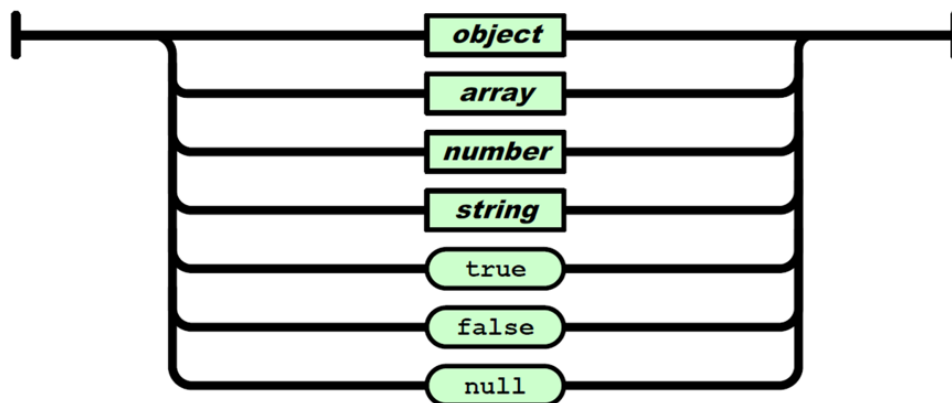 object
array
number
string
true
false
null